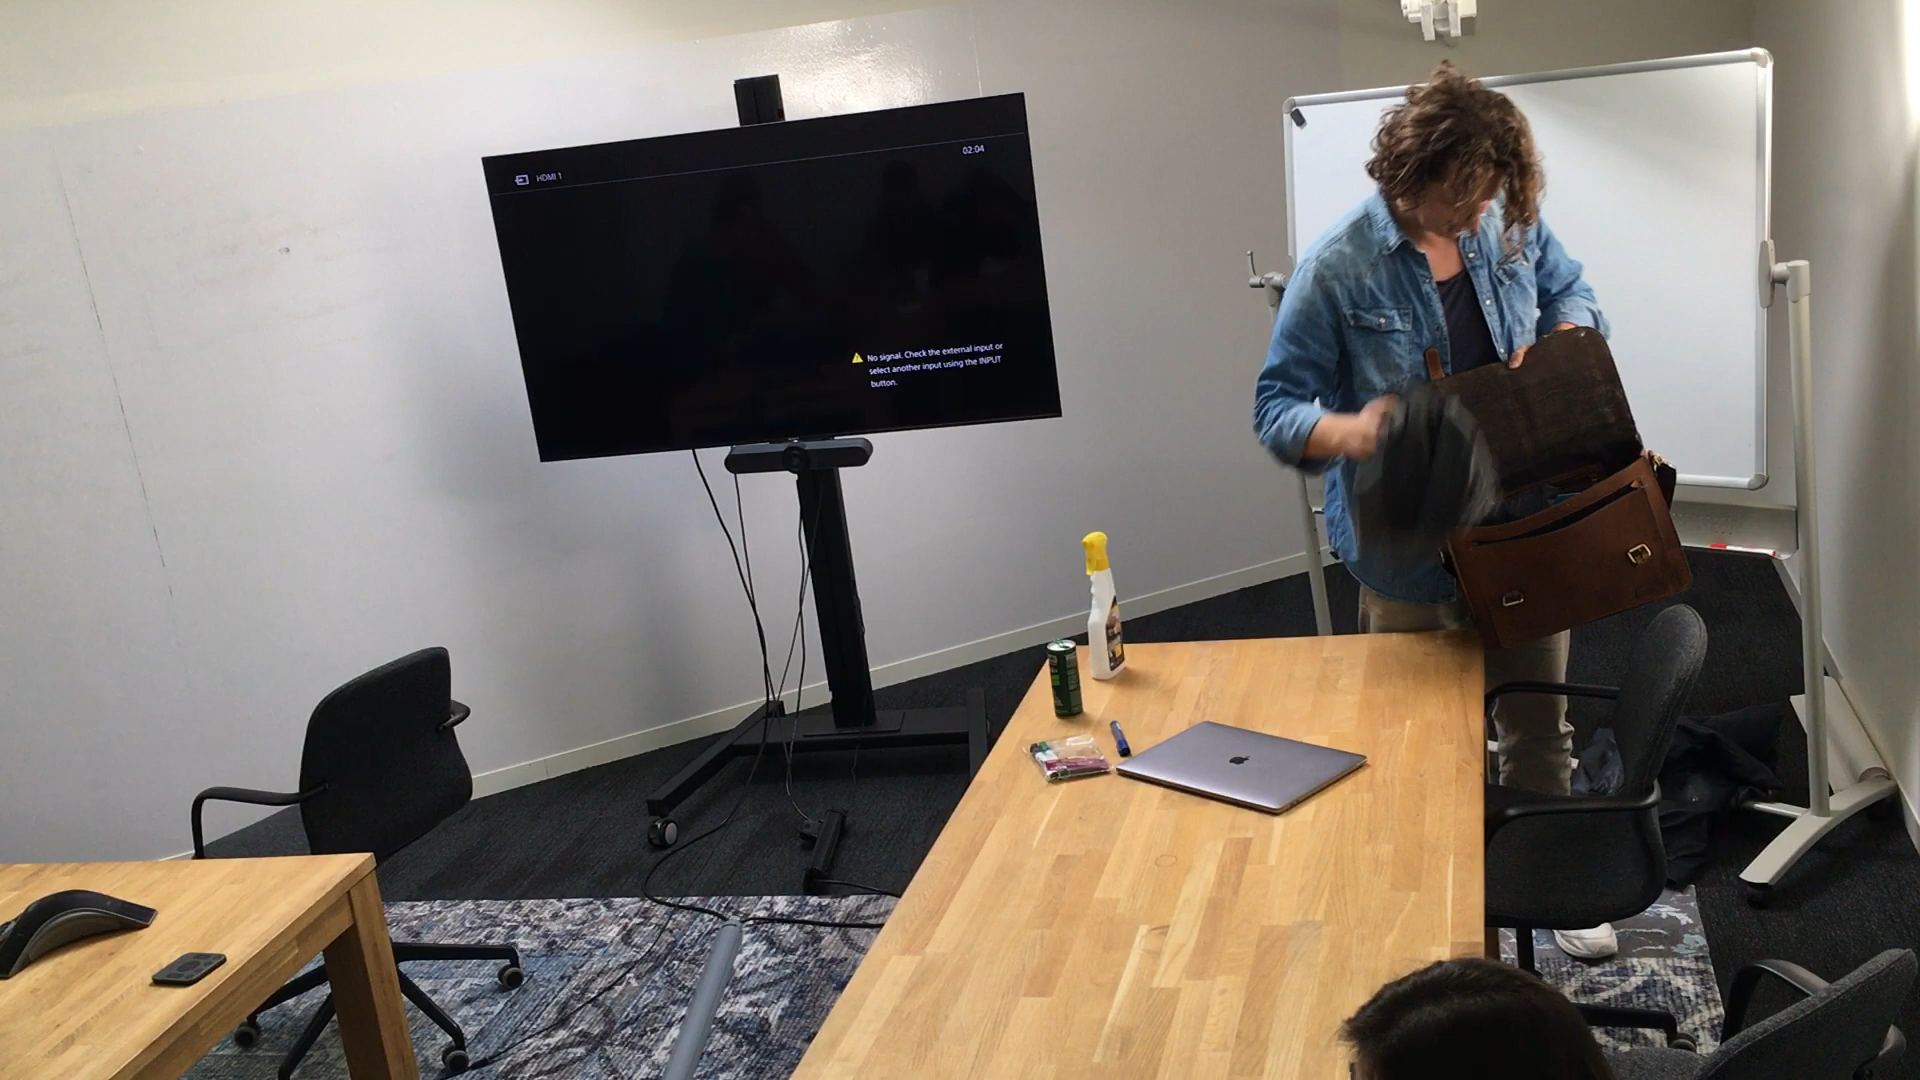 HDMI 1
02:04
No signal. Check the external input or
select another input using the INPUT
button.